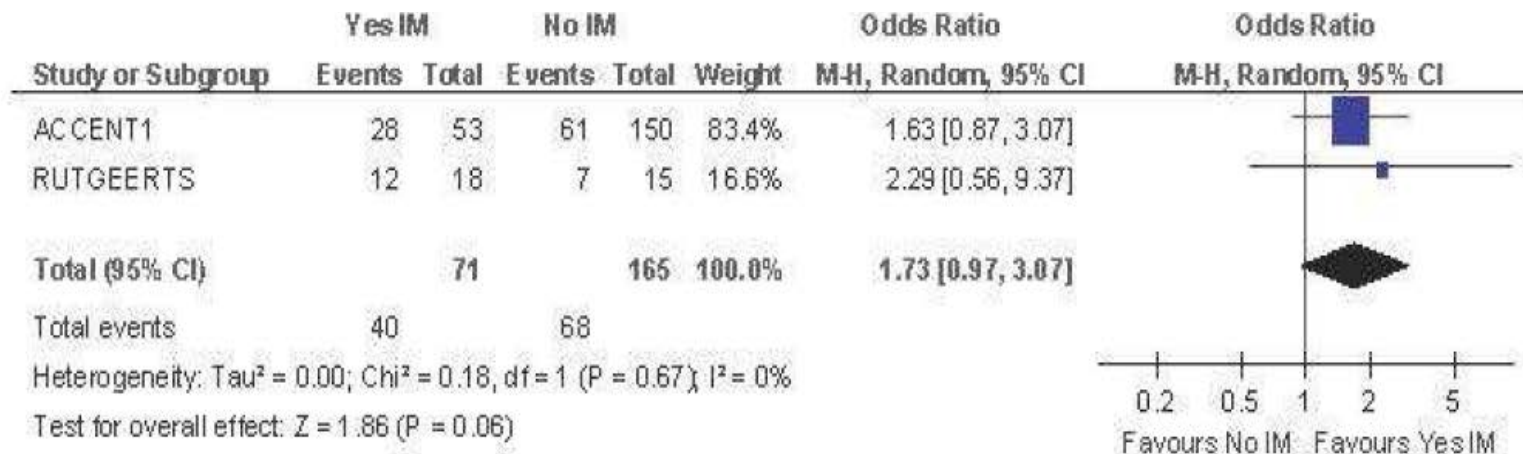 Yes IM No IM Odds Ratio Odds Ratio
Study or Subgroup Events Total Events Total Weight M-H, Random, 95% CI M-H, Random, 95% CI
ACCENT1 28 53 61 150 83.4% 1.63 [0.87, 3.07]
RUTGEERTS 12 18 7 15 16.6% 2.29 [0.56, 9.37]
Total (95% CI) 71 165 100.0% 1.73 [0.97, 3.07]
Total events 40 68
Heterogeneity: Tau² = 0.00; Chi² = 0.18, df = 1 (P = 0.67); I² = 0%
Test for overall effect: Z = 1.86 (P = 0.06)
0.2 0.5 1 2 5
Favours No IM Favours Yes IM